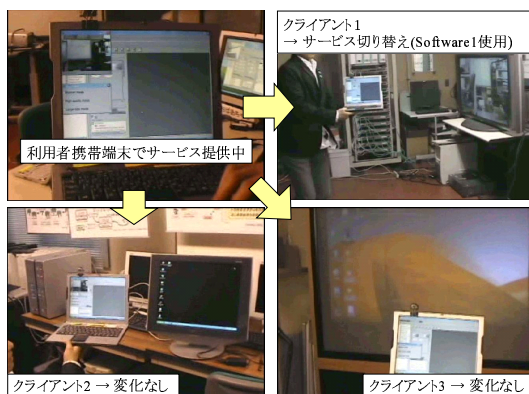 利用者携帯端末でサービス提供中
クライアント1
→ サービス切り替え(Software1使用)
クライアント2 → 変化なし
クライアント3 → 変化なし